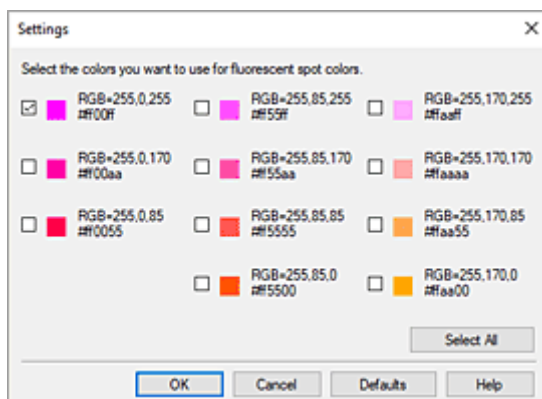 Settings
Select the colors you want to use for fluorescent spot colors.
RGB=255,0,255
#ff00ff
RGB=255,85,255
#ff55ff
RGB=255,170,255
#ffaaff
RGB=255,0,170
#ff00aa
RGB=255,85,170
#ff55aa
RGB=255,170,170
#ffaaaa
RGB=255,0,85
#ff0055
RGB=255,85,85
#ff5555
RGB=255,170,85
#ffaa55
RGB=255,85,0
#ff5500
RGB=255,170,0
#ffaa00
Select All
OK
Cancel
Defaults
Help